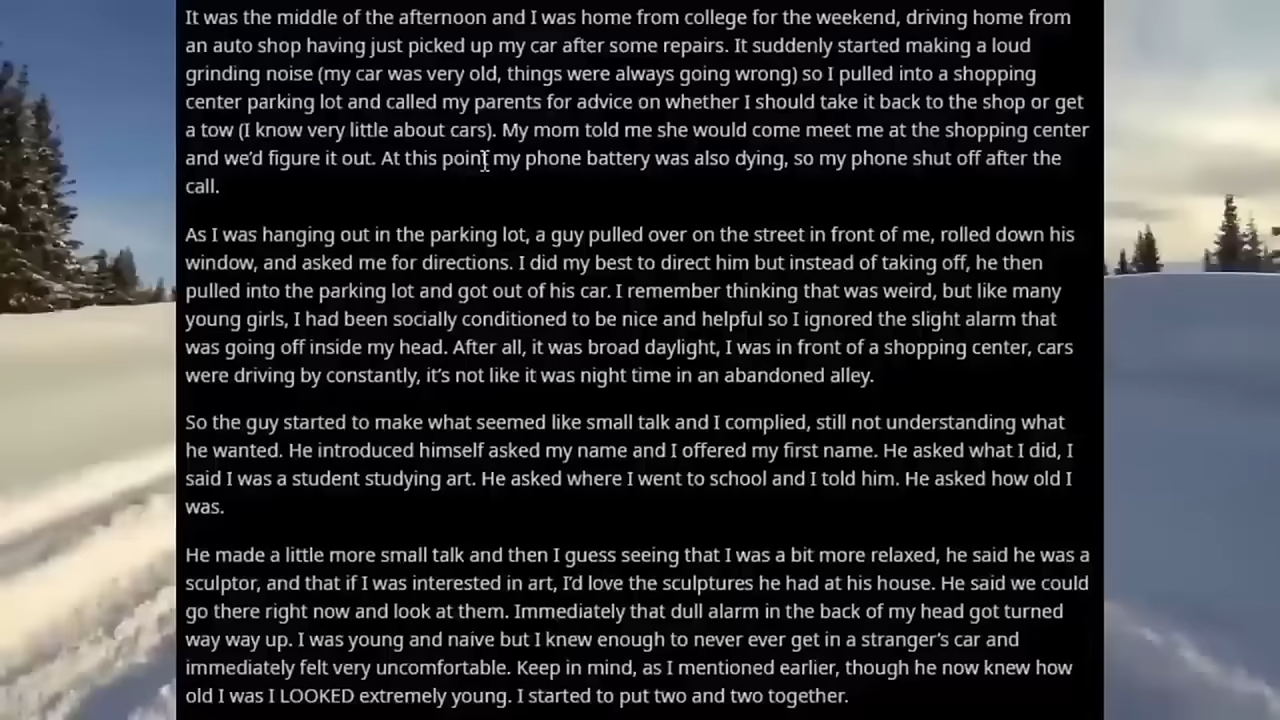 It was the middle of the afternoon and I was home from college for the weekend, driving home from
an auto shop having just picked up my car after some repairs. It suddenly started making a loud
grinding noise (my car was very old, things were always going wrong) so I pulled into a shopping
center parking lot and called my parents for advice on whether I should take it back to the shop or get
a tow (I know very little about cars). My mom told me she would come meet me at the shopping center
and we’d figure it out. At this point my phone battery was also dying, so my phone shut off after the
call.
As I was hanging out in the parking lot, a guy pulled over on the street in front of me, rolled down his
window, and asked me for directions. I did my best to direct him but instead of taking off, he then
pulled into the parking lot and got out of his car. I remember thinking that was weird, but like many
young girls, I had been socially conditioned to be nice and helpful so I ignored the slight alarm that
was going off inside my head. After all, it was broad daylight, I was in front of a shopping center, cars
were driving by constantly, it’s not like it was night time in an abandoned alley.
So the guy started to make what seemed like small talk and I complied, still not understanding what
he wanted. He introduced himself asked my name and I offered my first name. He asked what I did, I
said I was a student studying art. He asked where I went to school and I told him. He asked how old I
was.
He made a little more small talk and then I guess seeing that I was a bit more relaxed, he said he was a
sculptor, and that if I was interested in art, I’d love the sculptures he had at his house. He said we could
go there right now and look at them. Immediately that dull alarm in the back of my head got turned
way way up. I was young and naive but I knew enough to never ever get in a stranger’s car and
immediately felt very uncomfortable. Keep in mind, as I mentioned earlier, though he now knew how
old I was I LOOKED extremely young. I started to put two and two together.